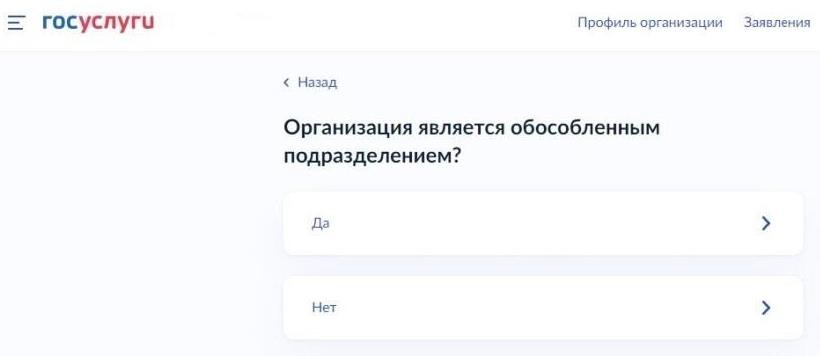 госуслуги
Профиль организации
Заявления
Назад
Организация является обособленным
подразделением?
Да
Нет